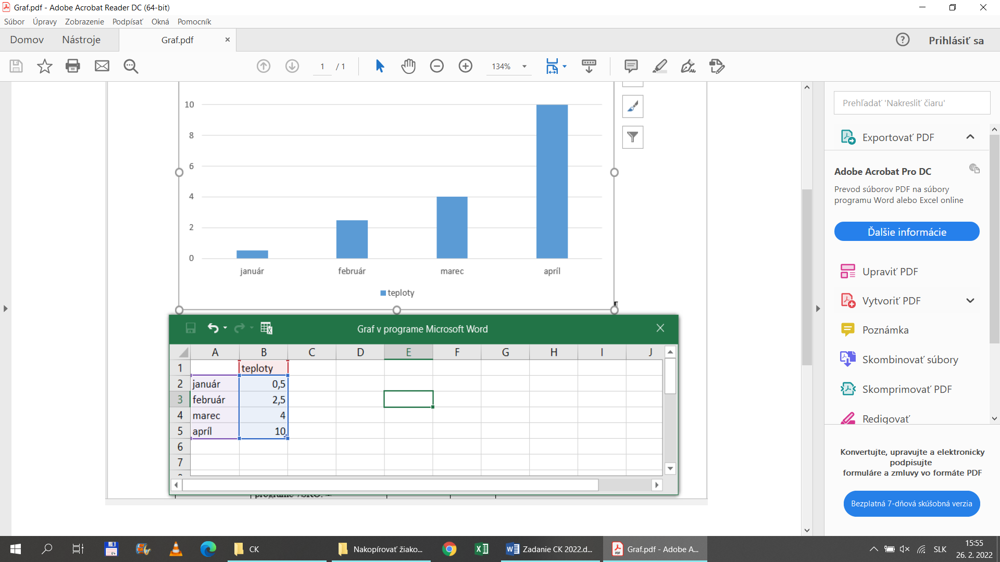 Graf.pdf - Adobe Acrobat Reader DC (64-bit)
Súbor Úpravy Zobrazenie Podpísať Okná Pomocník
Domov Nástroje Graf.pdf Prihlásiť sa
1 / 1 134%
10
8
6
4
2
0
január február marec apríl
teploty
Graf v programe Microsoft Word
A B C D E F G H I J
1 teploty
2 január 0,5
3 február 2,5
4 marec 4
5 apríl 10
6
7
Prehľadať 'Nakresliť čiaru'
Exportovať PDF
Adobe Acrobat Pro DC
Prevod súborov PDF na súbory
programu Word alebo Excel online
Ďalšie informácie
Upraviť PDF
Vytvoriť PDF
Poznámka
Skombinovať súbory
Skomprimovať PDF
Redigovať
Konvertujte, upravujte a elektronicky
podpisujte
formuláre a zmluvy vo formáte PDF
Bezplatná 7-dňová skúšobná verzia
CK Nakopírovať žiako... Zadanie CK 2022.d... Graf.pdf - Adobe A... SLK
15:55
26. 2. 2022